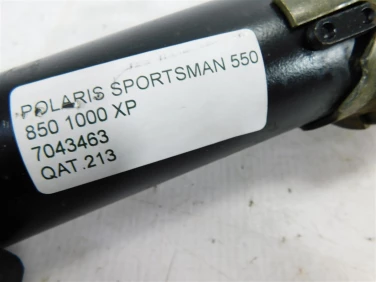 POLARIS SPORTSMAN 550
850 1000 XP
7043463
QAT.213